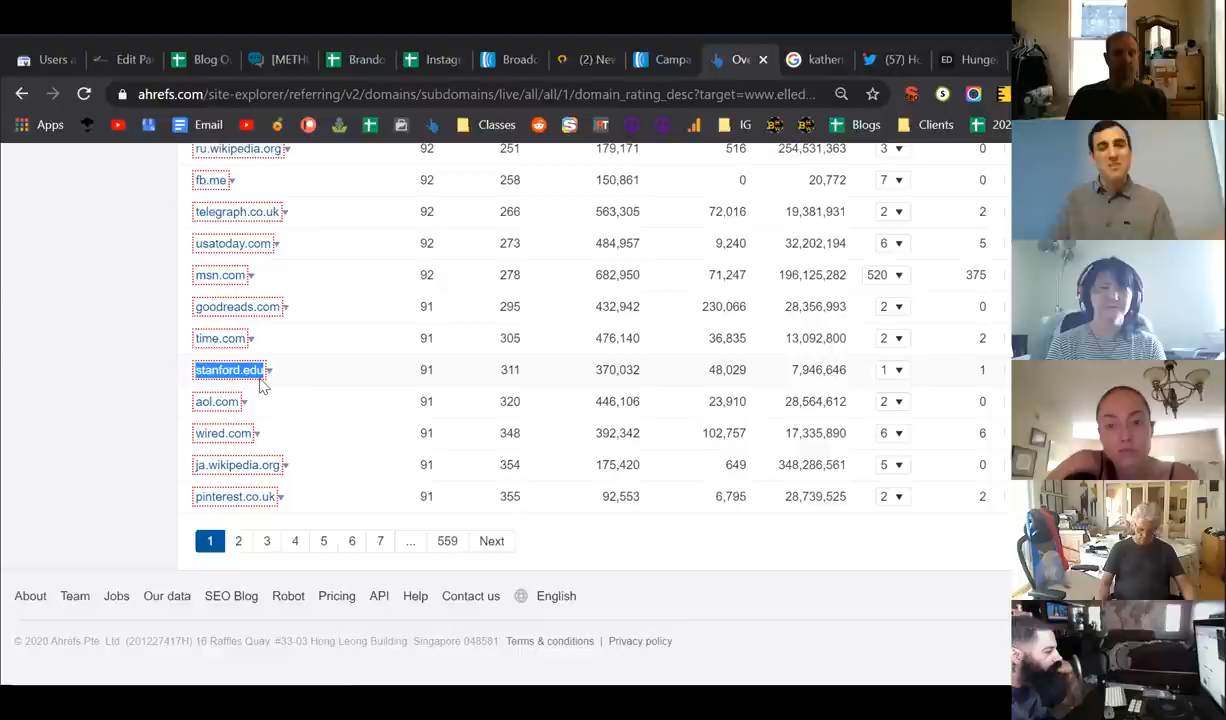 Users a
Edit Pa
Blog O
[METH
Brando
Instag
Broadc
(2) Nev
Campa
Ove
kather
(57) Ho
ED Hunge
ahrefs.com/site-explorer/referring/v2/domains/subdomains/live/all/all/1/domain_rating_desc?target=www.elled...
Apps Email Classes IG Blogs Clients 202
ru.wikipedia.org 92 251 179,171 516 254,531,363 3 0
fb.me 92 258 150,861 0 20,772 7 0
telegraph.co.uk 92 266 563,305 72,016 19,381,931 2 2
usatoday.com 92 273 484,957 9,240 32,202,194 6 5
msn.com 92 278 682,950 71,247 196,125,282 520 375
goodreads.com 91 295 432,942 230,066 28,356,993 2 0
time.com 91 305 476,140 36,835 13,092,800 2 2
stanford.edu 91 311 370,032 48,029 7,946,646 1 1
aol.com 91 320 446,106 23,910 28,564,612 2 0
wired.com 91 348 392,342 102,757 17,335,890 6 6
ja.wikipedia.org 91 354 175,420 649 348,286,561 5 0
pinterest.co.uk 91 355 92,553 6,795 28,739,525 2 2
1 2 3 4 5 6 7 ... 559 Next
About Team Jobs Our data SEO Blog Robot Pricing API Help Contact us English
© 2020 Ahrefs Pte. Ltd. (201227417H) 16 Raffles Quay #33-03 Hong Leong Building Singapore 048581 Terms & conditions | Privacy policy